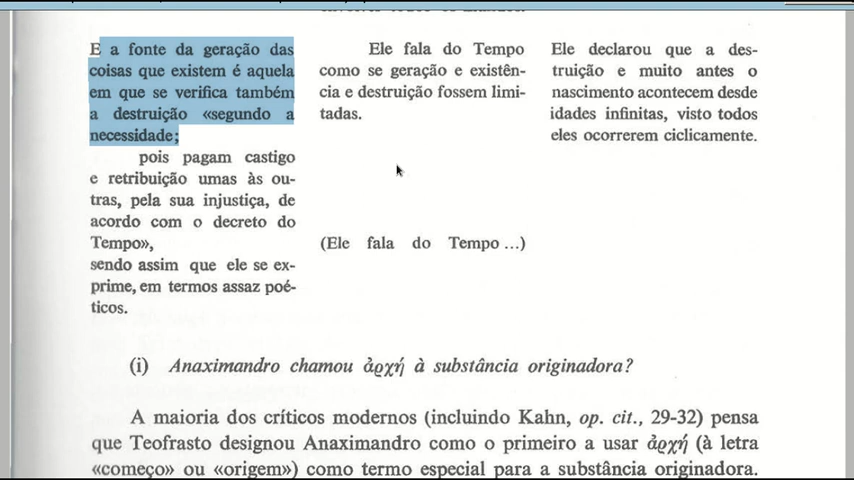 E a fonte da geração das
coisas que existem é aquela
em que se verifica também
a destruição «segundo a
necessidade;
pois pagam castigo
e retribuição umas às ou-
tras, pela sua injustiça, de
acordo com o decreto do
Tempo»,
sendo assim que ele se ex-
prime, em termos assaz poé-
ticos.
Ele fala do Tempo
como se geração e existên-
cia e destruição fossem limi-
tadas.
(Ele fala do Tempo ...)
Ele declarou que a des-
truição e muito antes o
nascimento acontecem desde
idades infinitas, visto todos
eles ocorrerem ciclicamente.
(i) Anaximandro chamou ἀρχή à substância originadora?
A maioria dos críticos modernos (incluindo Kahn, op. cit., 29-32) pensa
que Teofrasto designou Anaximandro como o primeiro a usar ἀρχή (à letra
«começo» ou «origem») como termo especial para a substância originadora.